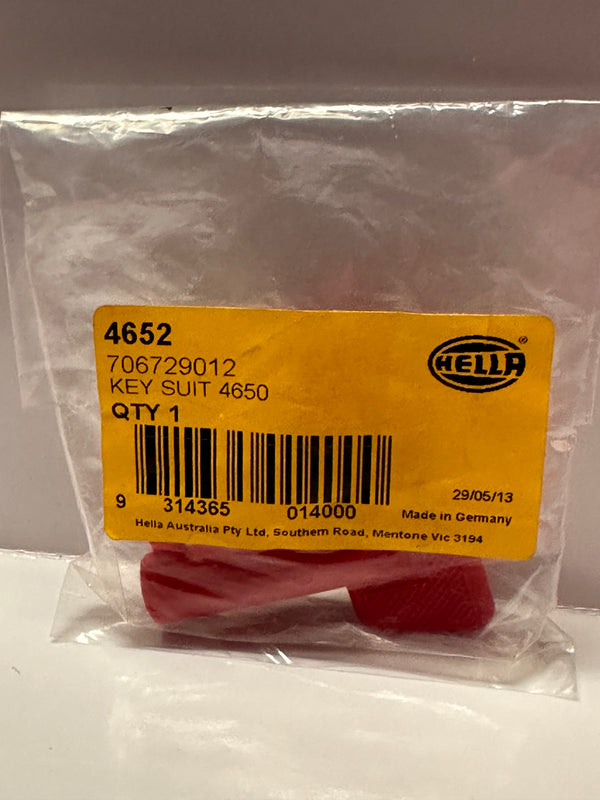 4652
706729012
KEY SUIT 4650
QTY 1
HELLA®
9 314365 014000
29/05/13
Made in Germany
Hella Australia Pty Ltd, Southern Road, Mentone Vic 3194